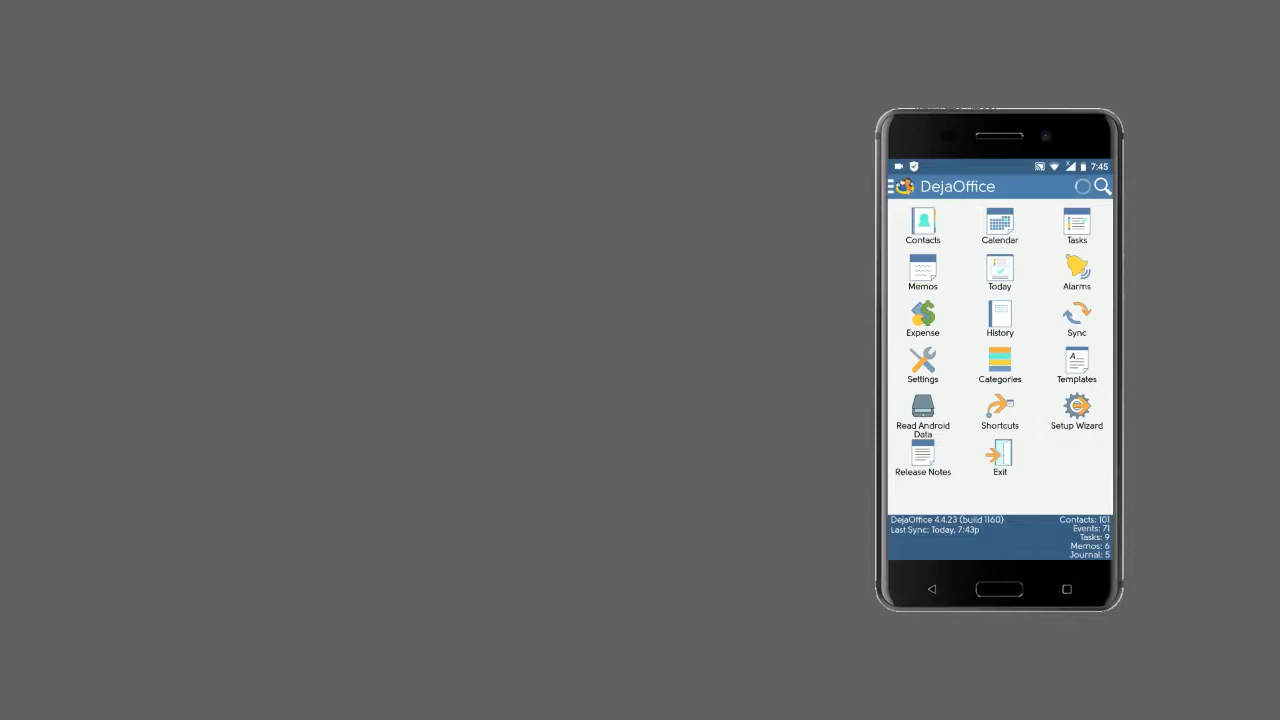 7:45
DejaOffice
Contacts Calendar Tasks
Memos Today Alarms
Expense History Sync
Settings Categories Templates
Read Android Data Shortcuts Setup Wizard
Release Notes Exit
DejaOffice 4.4.23 (build 1160)
Last Sync: Today, 7:43p
Contacts: 101
Events: 71
Tasks: 9
Memos: 6
Journal: 5